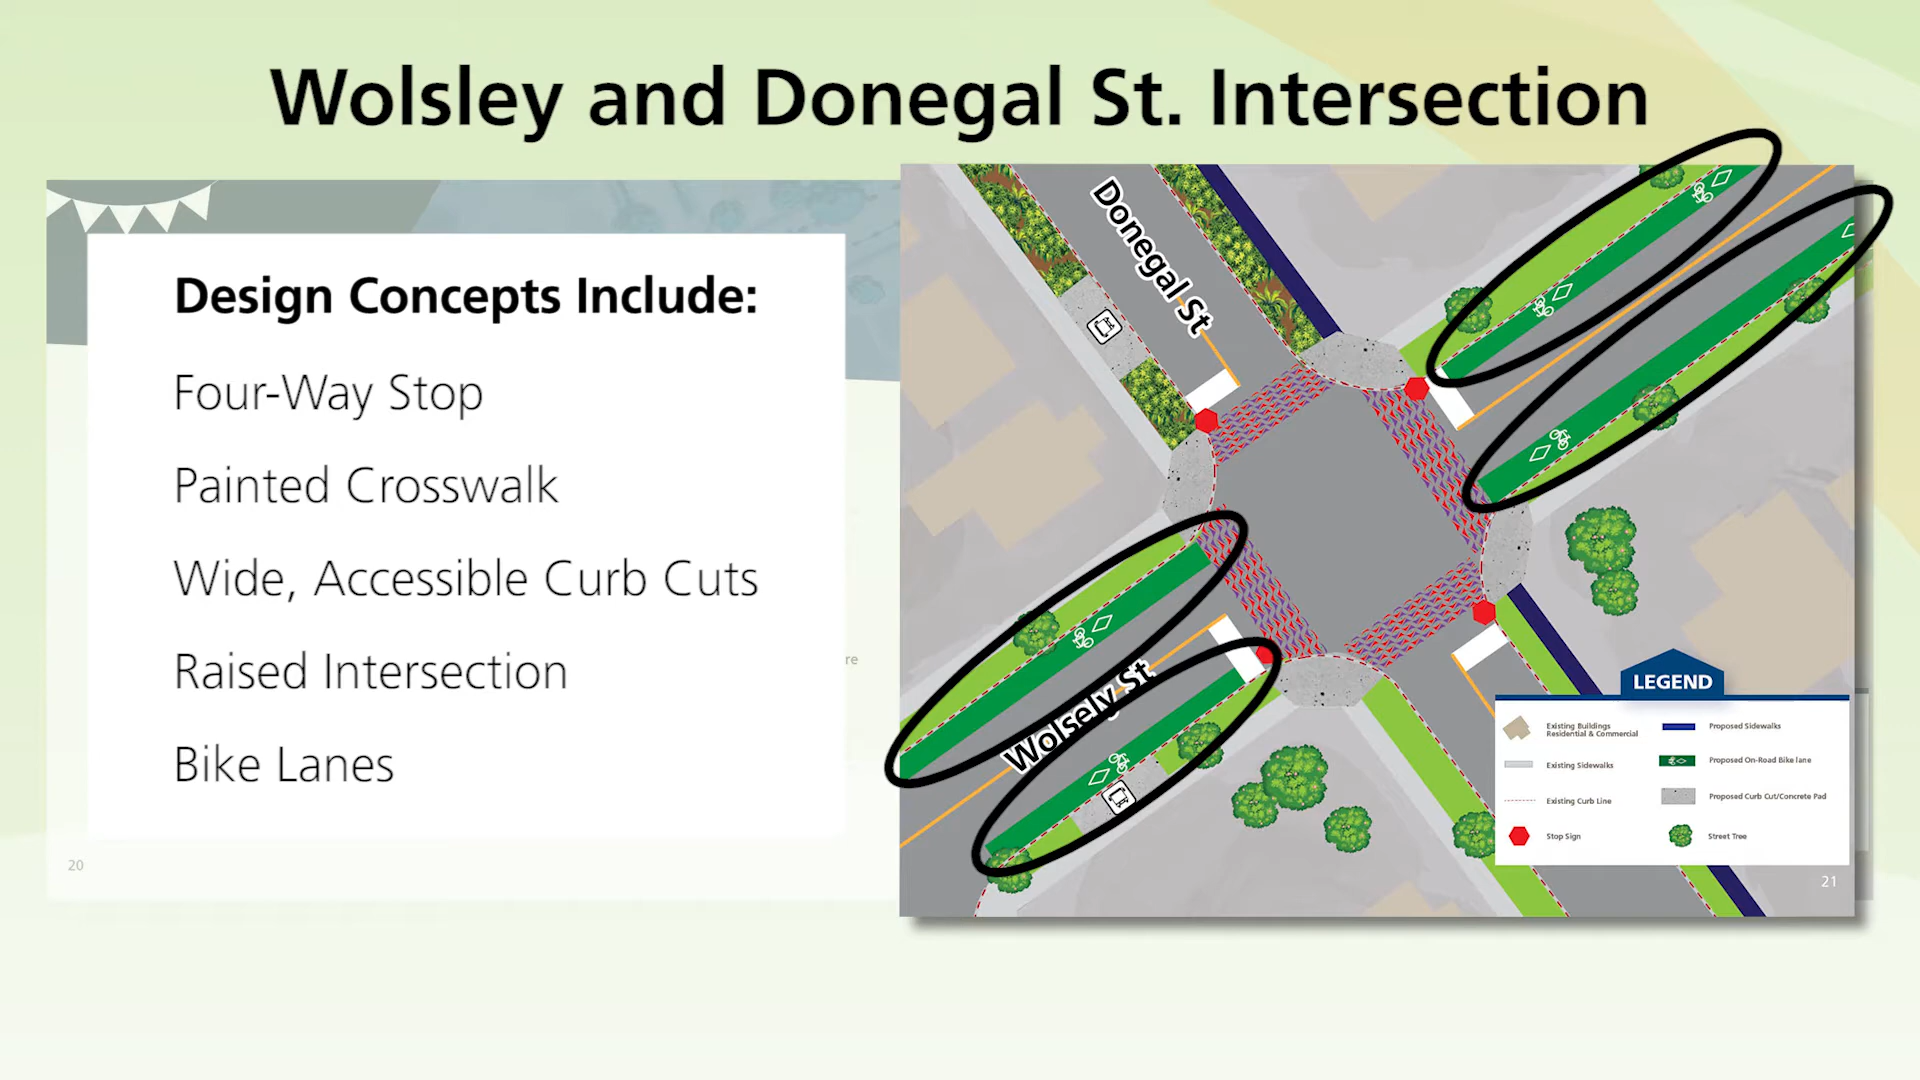 Wolsley and Donegal St. Intersection
Design Concepts Include:
Four-Way Stop
Painted Crosswalk
Wide, Accessible Curb Cuts
Raised Intersection
Bike Lanes
re
20
Donegal St
Wolsely St
LEGEND
Existing Buildings
Residential & Commercial
Existing Sidewalks
Existing Curb Line
Stop Sign
Proposed Sidewalks
Proposed On-Road Bike lane
Proposed Curb Cut/Concrete Pad
Street Tree
21